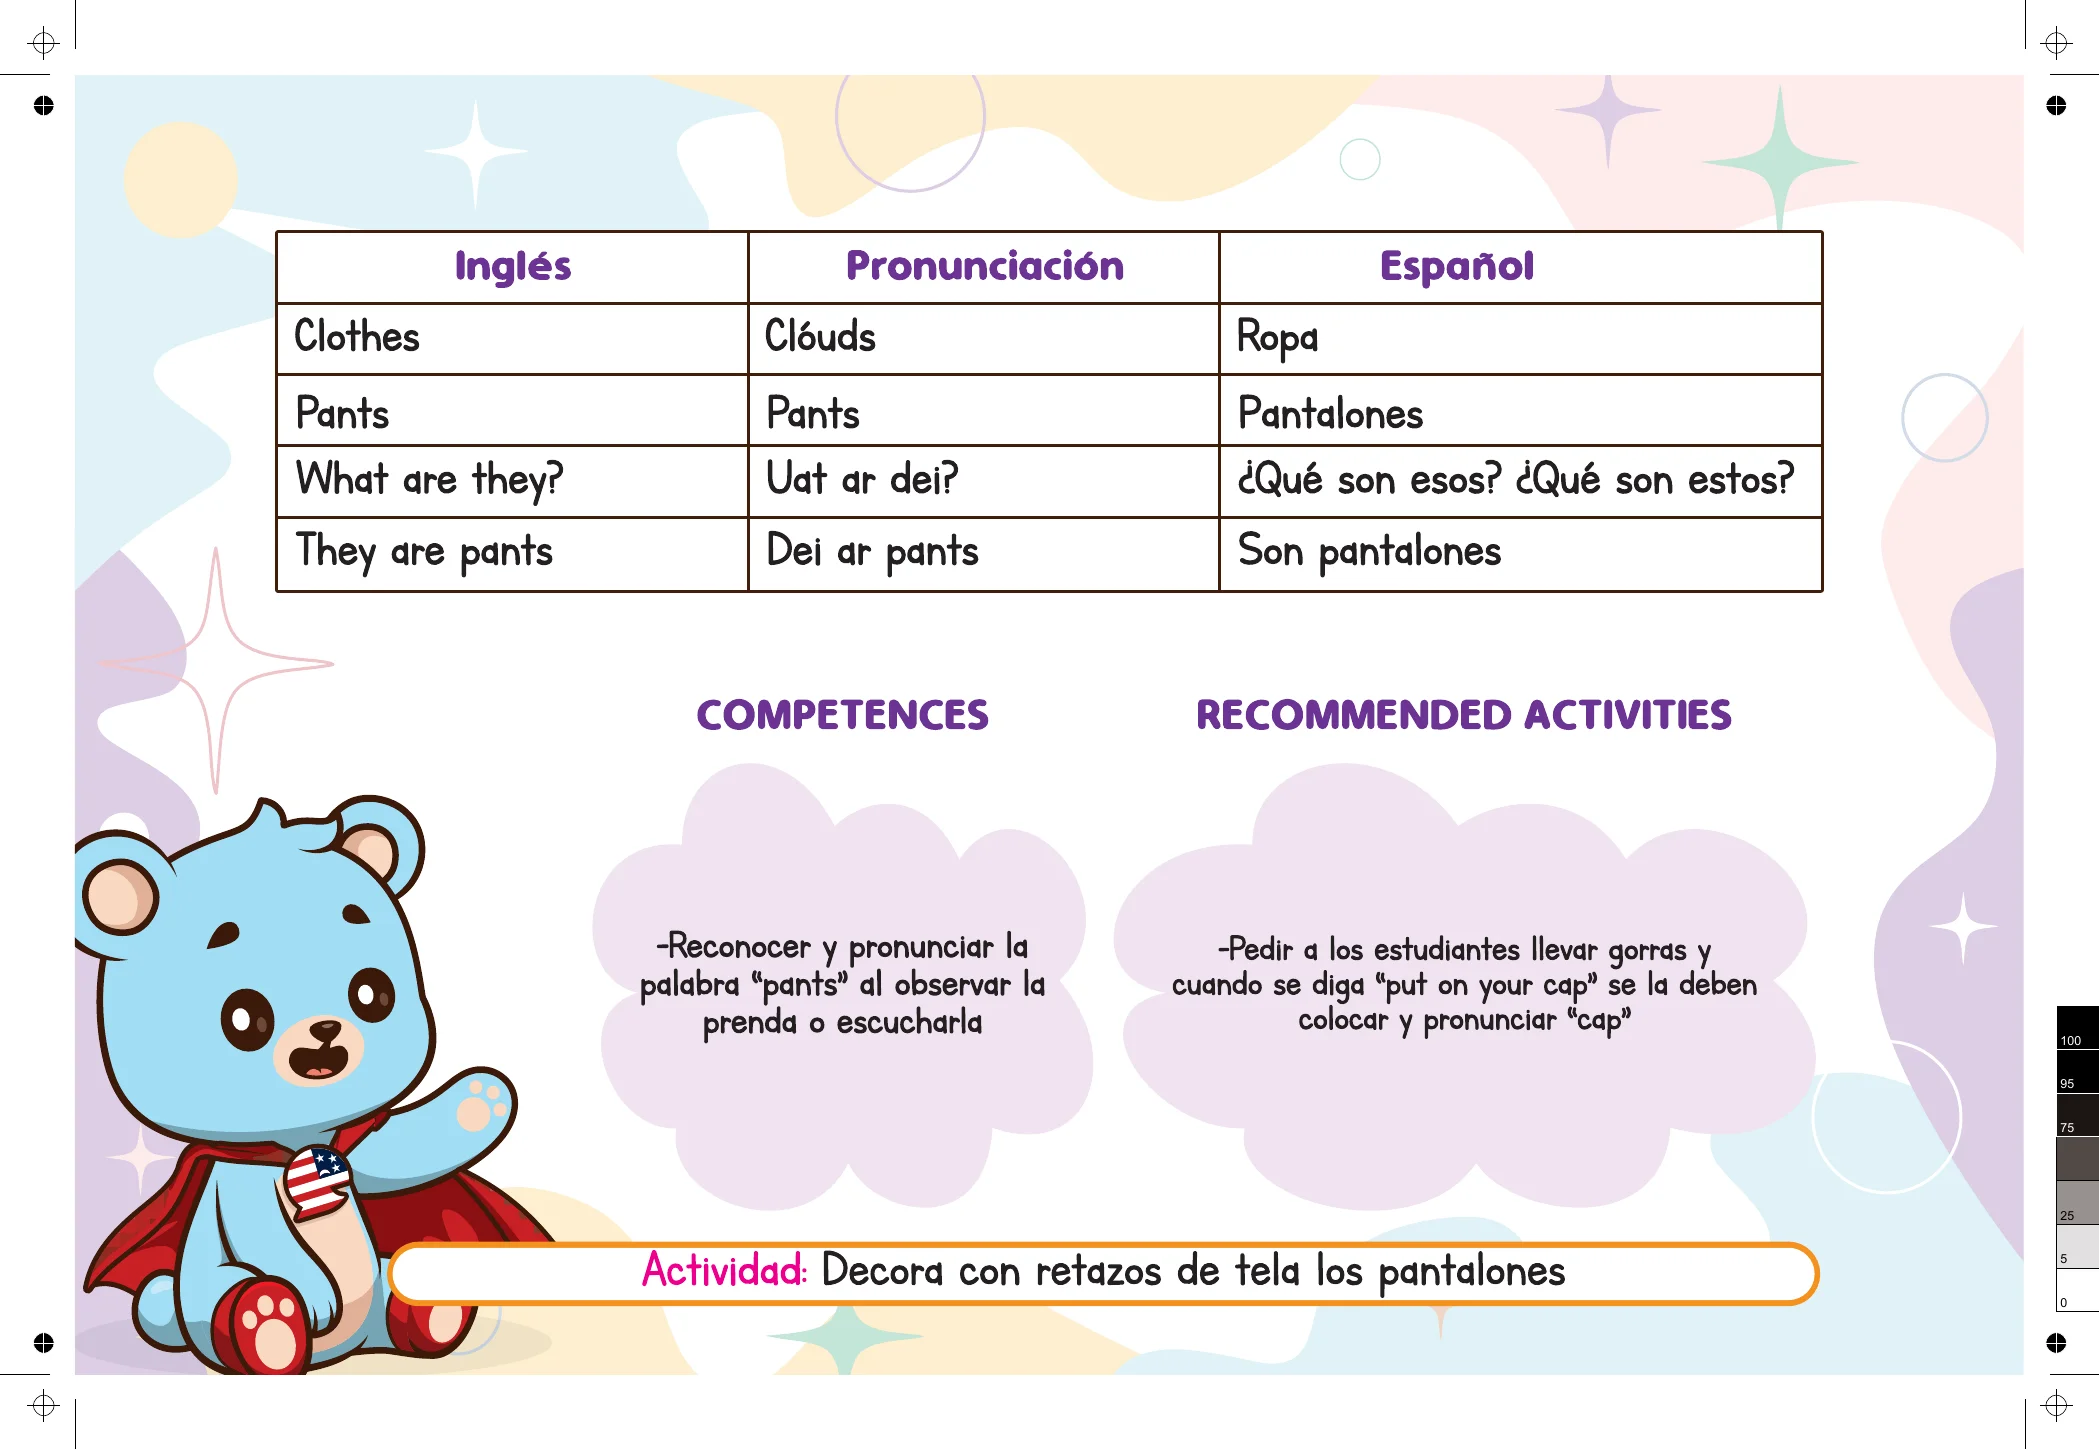 Inglés Pronunciación Español
Clothes Clóuds Ropa
Pants Pants Pantalones
What are they? Uat ar dei? ¿Qué son esos? ¿Qué son estos?
They are pants Dei ar pants Son pantalones
COMPETENCES
-Reconocer y pronunciar la
palabra “pants” al observar la
prenda o escucharla
RECOMMENDED ACTIVITIES
-Pedir a los estudiantes llevar gorras y
cuando se diga “put on your cap” se la deben
colocar y pronunciar “cap”
Actividad: Decora con retazos de tela los pantalones
100
95
75
25
5
0